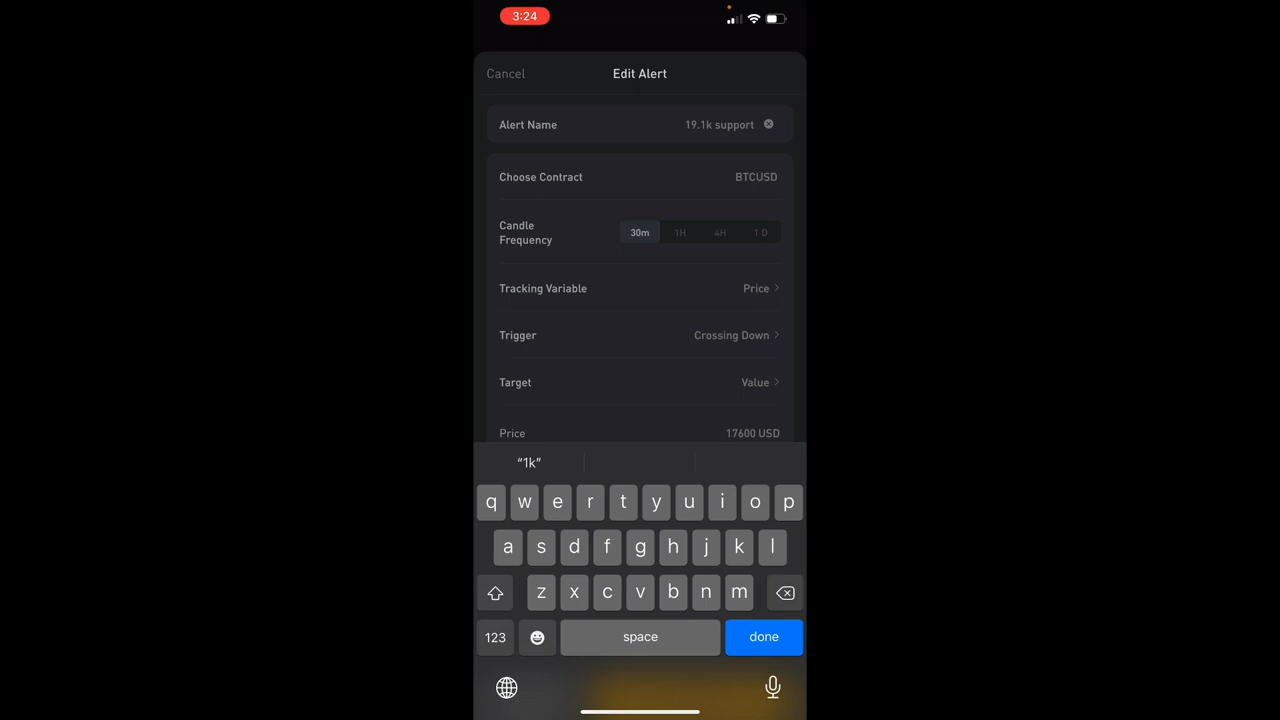 3:24
Cancel Edit Alert
Alert Name 19.1k support
Choose Contract BTCUSD
Candle
Frequency
30m 1H 4H 1 D
Tracking Variable Price
Trigger Crossing Down
Target Value
Price 17600 USD
“1k”
q w e r t y u i o p
a s d f g h j k l
z x c v b n m
123 space done